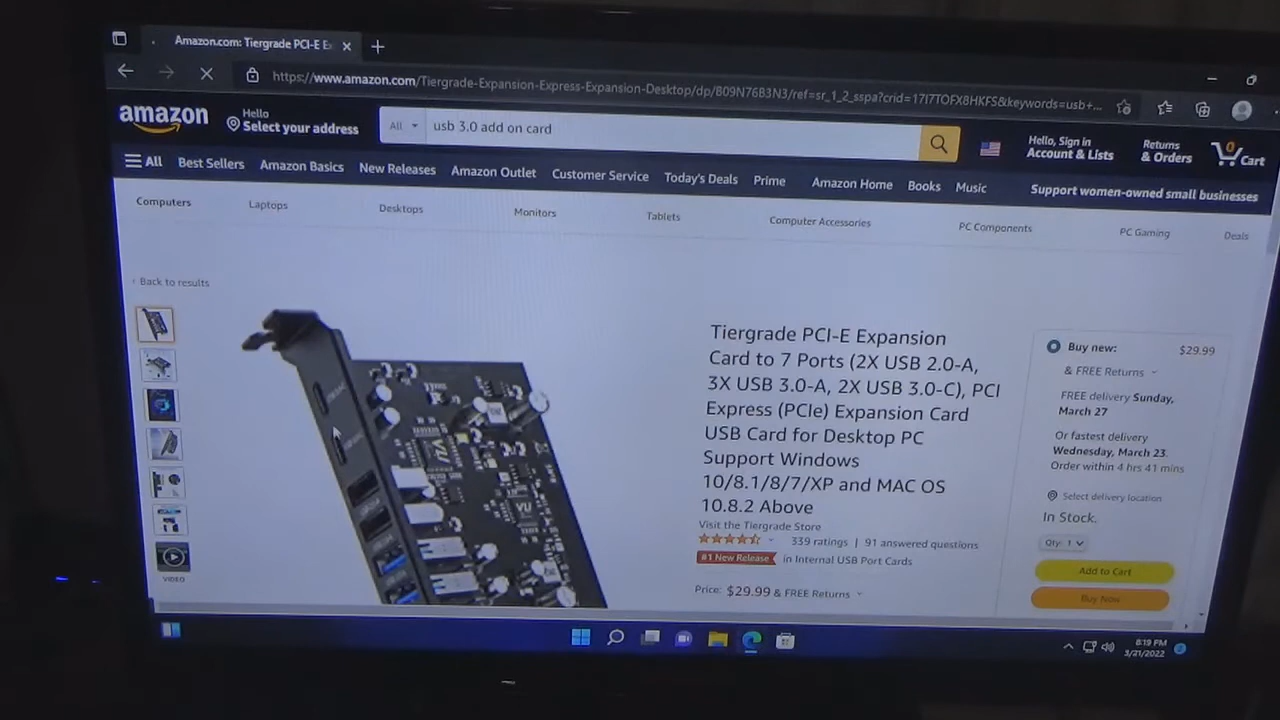 Amazon.com: Tiergrade PCI-E E
https://www.amazon.com/Tiergrade-Expansion-Express-Expansion-Desktop/dp/B09N76B3N3/ref=sr_1_2_sspa?crid=17I7TOFX8HKFS&keywords=usb+...
amazon
Hello
Select your address
All
usb 3.0 add on card
Hello, Sign in
Account & Lists
Returns
& Orders
0
Cart
All
Best Sellers
Amazon Basics
New Releases
Amazon Outlet
Customer Service
Today's Deals
Prime
Amazon Home
Books
Music
Support women-owned small businesses
Computers
Laptops
Desktops
Monitors
Tablets
Computer Accessories
PC Components
PC Gaming
Deals
‹ Back to results
VIDEO
Tiergrade PCI-E Expansion
Card to 7 Ports (2X USB 2.0-A,
3X USB 3.0-A, 2X USB 3.0-C), PCI
Express (PCIe) Expansion Card
USB Card for Desktop PC
Support Windows
10/8.1/8/7/XP and MAC OS
10.8.2 Above
Visit the Tiergrade Store
339 ratings | 91 answered questions
#1 New Release in Internal USB Port Cards
Price: $29.99 & FREE Returns
Buy new: $29.99
& FREE Returns
FREE delivery Sunday,
March 27
Or fastest delivery
Wednesday, March 23.
Order within 4 hrs 41 mins
Select delivery location
In Stock.
Qty: 1
Add to Cart
Buy Now
8:19 PM
3/21/2022